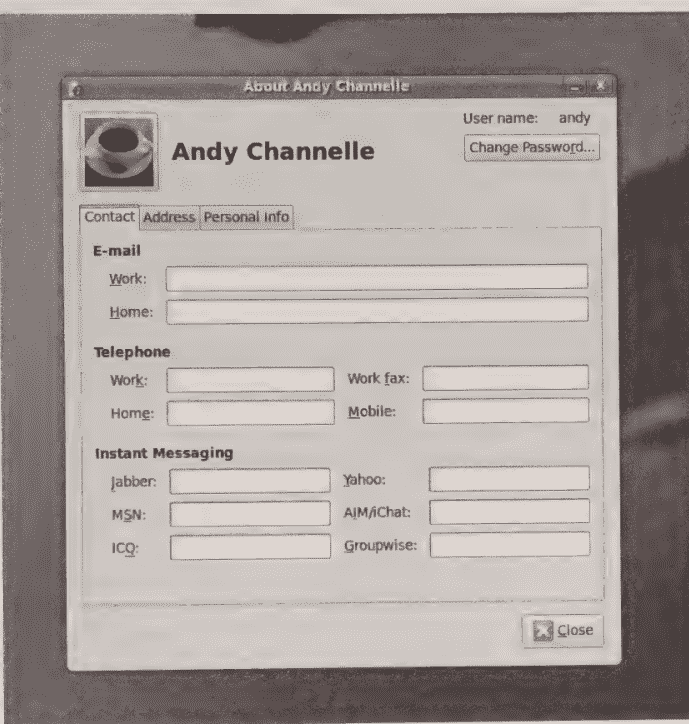 About Andy Channelle
User name: andy
Andy Channelle
Change Password...
Contact Address Personal Info
E-mail
Work:
Home:
Telephone
Work: Work fax:
Home: Mobile:
Instant Messaging
Jabber: Yahoo:
MSN: AIM/iChat:
ICQ: Groupwise:
Close